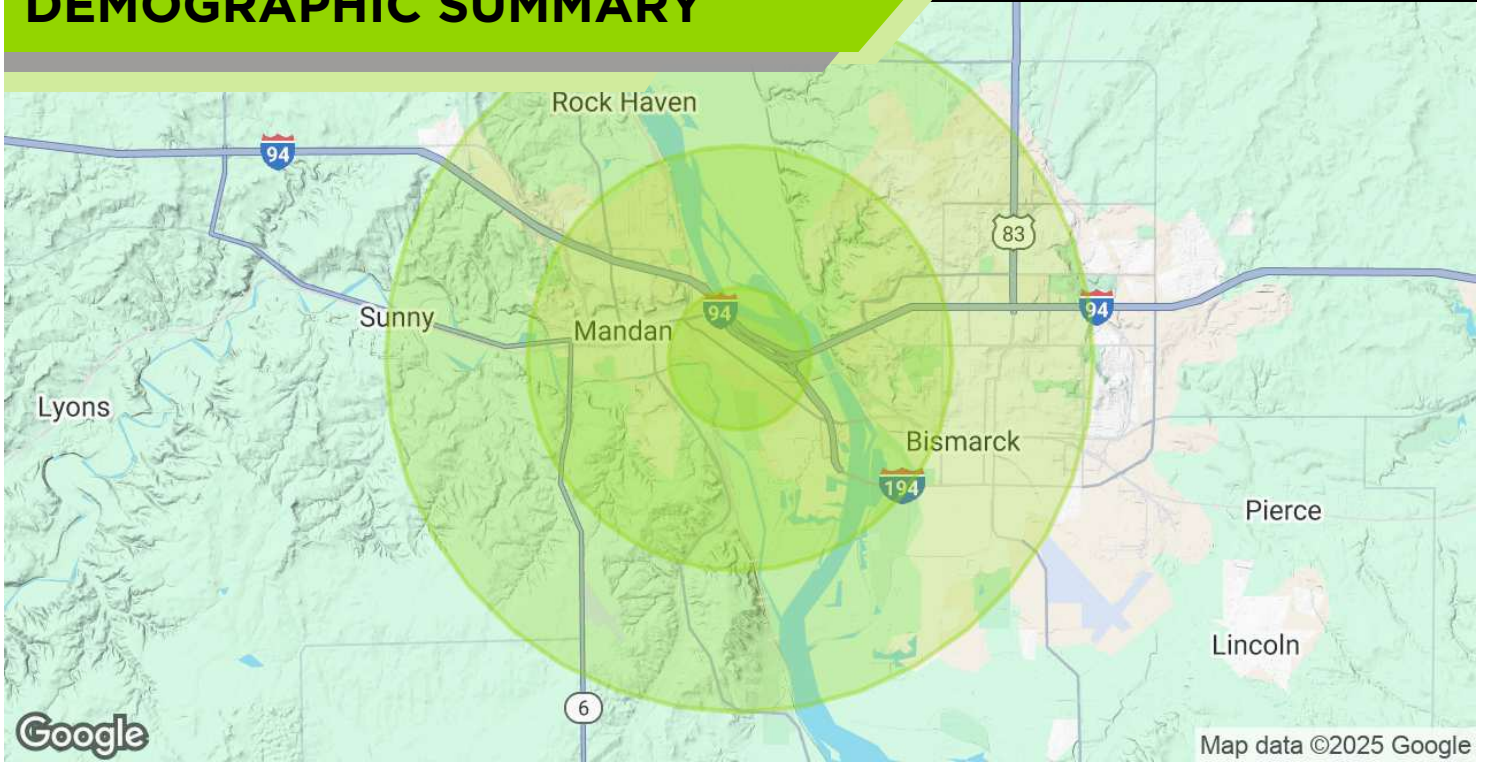 DEMOGRAPHIC SUMMARY
Rock Haven
94
83
94
94
Sunny
Mandan
Lyons
Bismarck
194
Pierce
Lincoln
6
Google
Map data ©2025 Google